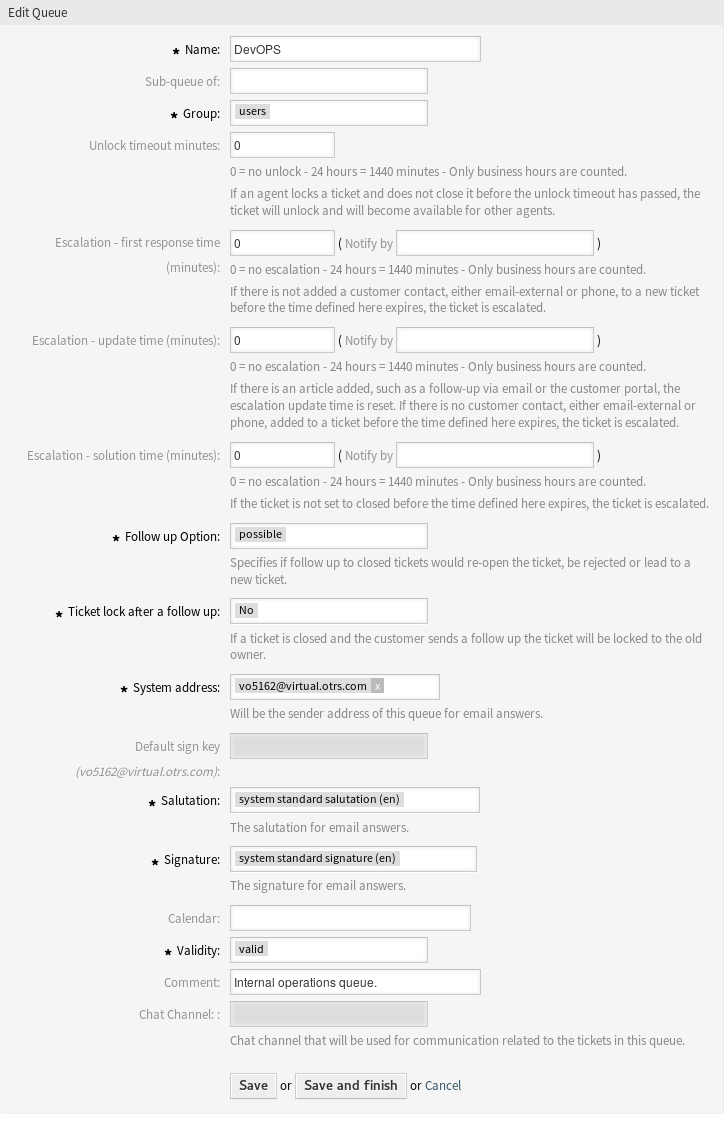 Edit Queue
★ Name: DevOPS
Sub-queue of:
★ Group: users
Unlock timeout minutes: 0
0 = no unlock - 24 hours = 1440 minutes - Only business hours are counted.
If an agent locks a ticket and does not close it before the unlock timeout has passed, the
ticket will unlock and will become available for other agents.
Escalation - first response time
(minutes): 0 ( Notify by )
0 = no escalation - 24 hours = 1440 minutes - Only business hours are counted.
If there is not added a customer contact, either email-external or phone, to a new ticket
before the time defined here expires, the ticket is escalated.
Escalation - update time (minutes): 0 ( Notify by )
0 = no escalation - 24 hours = 1440 minutes - Only business hours are counted.
If there is an article added, such as a follow-up via email or the customer portal, the
escalation update time is reset. If there is no customer contact, either email-external or
phone, added to a ticket before the time defined here expires, the ticket is escalated.
Escalation - solution time (minutes): 0 ( Notify by )
0 = no escalation - 24 hours = 1440 minutes - Only business hours are counted.
If the ticket is not set to closed before the time defined here expires, the ticket is escalated.
★ Follow up Option: possible
Specifies if follow up to closed tickets would re-open the ticket, be rejected or lead to a
new ticket.
★ Ticket lock after a follow up: No
If a ticket is closed and the customer sends a follow up the ticket will be locked to the old
owner.
★ System address: vo5162@virtual.otrs.com x
Will be the sender address of this queue for email answers.
Default sign key
(vo5162@virtual.otrs.com):
★ Salutation: system standard salutation (en)
The salutation for email answers.
★ Signature: system standard signature (en)
The signature for email answers.
Calendar:
★ Validity: valid
Comment: Internal operations queue.
Chat Channel: :
Chat channel that will be used for communication related to the tickets in this queue.
Save or Save and finish or Cancel